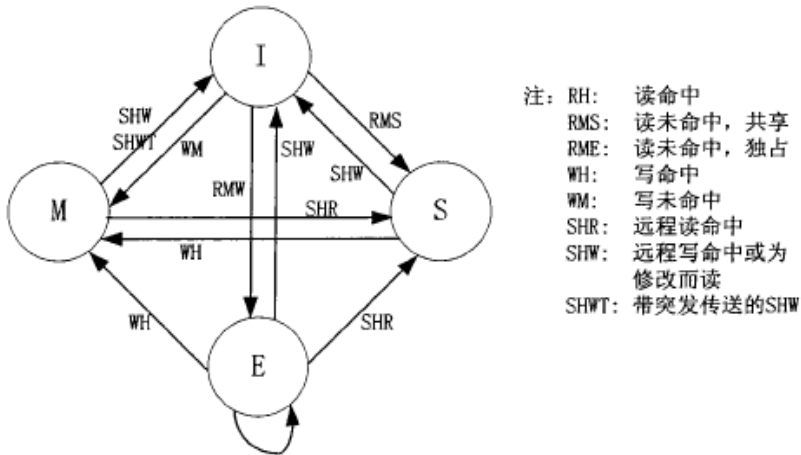 I
SHW
SHWT
WM
RMS
SHW
SHW
RMW
M
S
SHR
WH
WH
SHR
E
注: RH: 读命中
RMS: 读未命中，共享
RME: 读未命中，独占
WH: 写命中
WM: 写未命中
SHR: 远程读命中
SHW: 远程写命中或为
修改而读
SHWT: 带突发传送的SHW